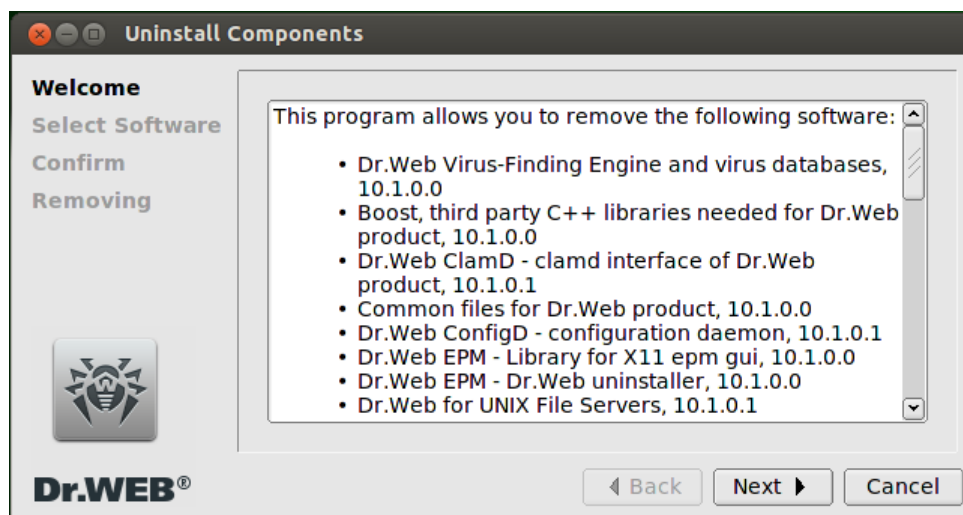 Uninstall Components
Welcome
Select Software
Confirm
Removing
This program allows you to remove the following software:
• Dr.Web Virus-Finding Engine and virus databases,
10.1.0.0
• Boost, third party C++ libraries needed for Dr.Web
product, 10.1.0.0
• Dr.Web ClamD - clamd interface of Dr.Web
product, 10.1.0.1
• Common files for Dr.Web product, 10.1.0.0
• Dr.Web ConfigD - configuration daemon, 10.1.0.1
• Dr.Web EPM - Library for X11 epm gui, 10.1.0.0
• Dr.Web EPM - Dr.Web uninstaller, 10.1.0.0
• Dr.Web for UNIX File Servers, 10.1.0.1
Dr.WEB®
Back
Next
Cancel